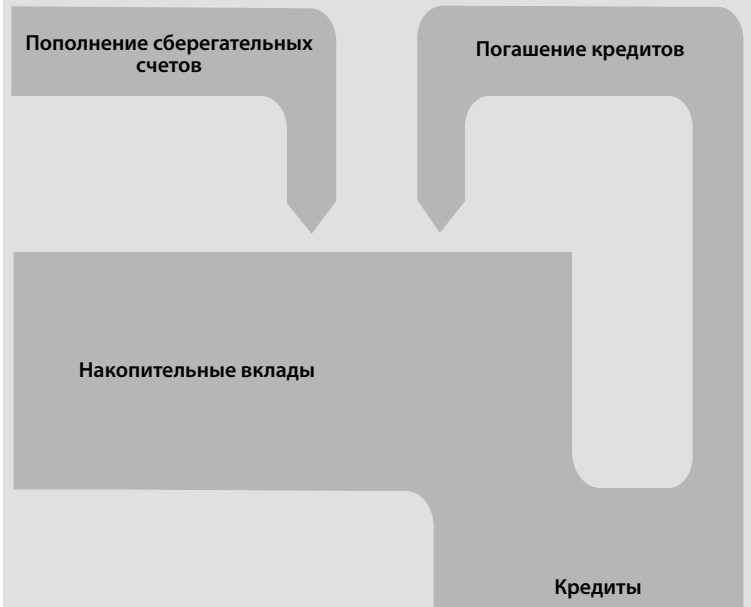 Пополнение сберегательных
счетов
Погашение кредитов
Накопительные вклады
Кредиты